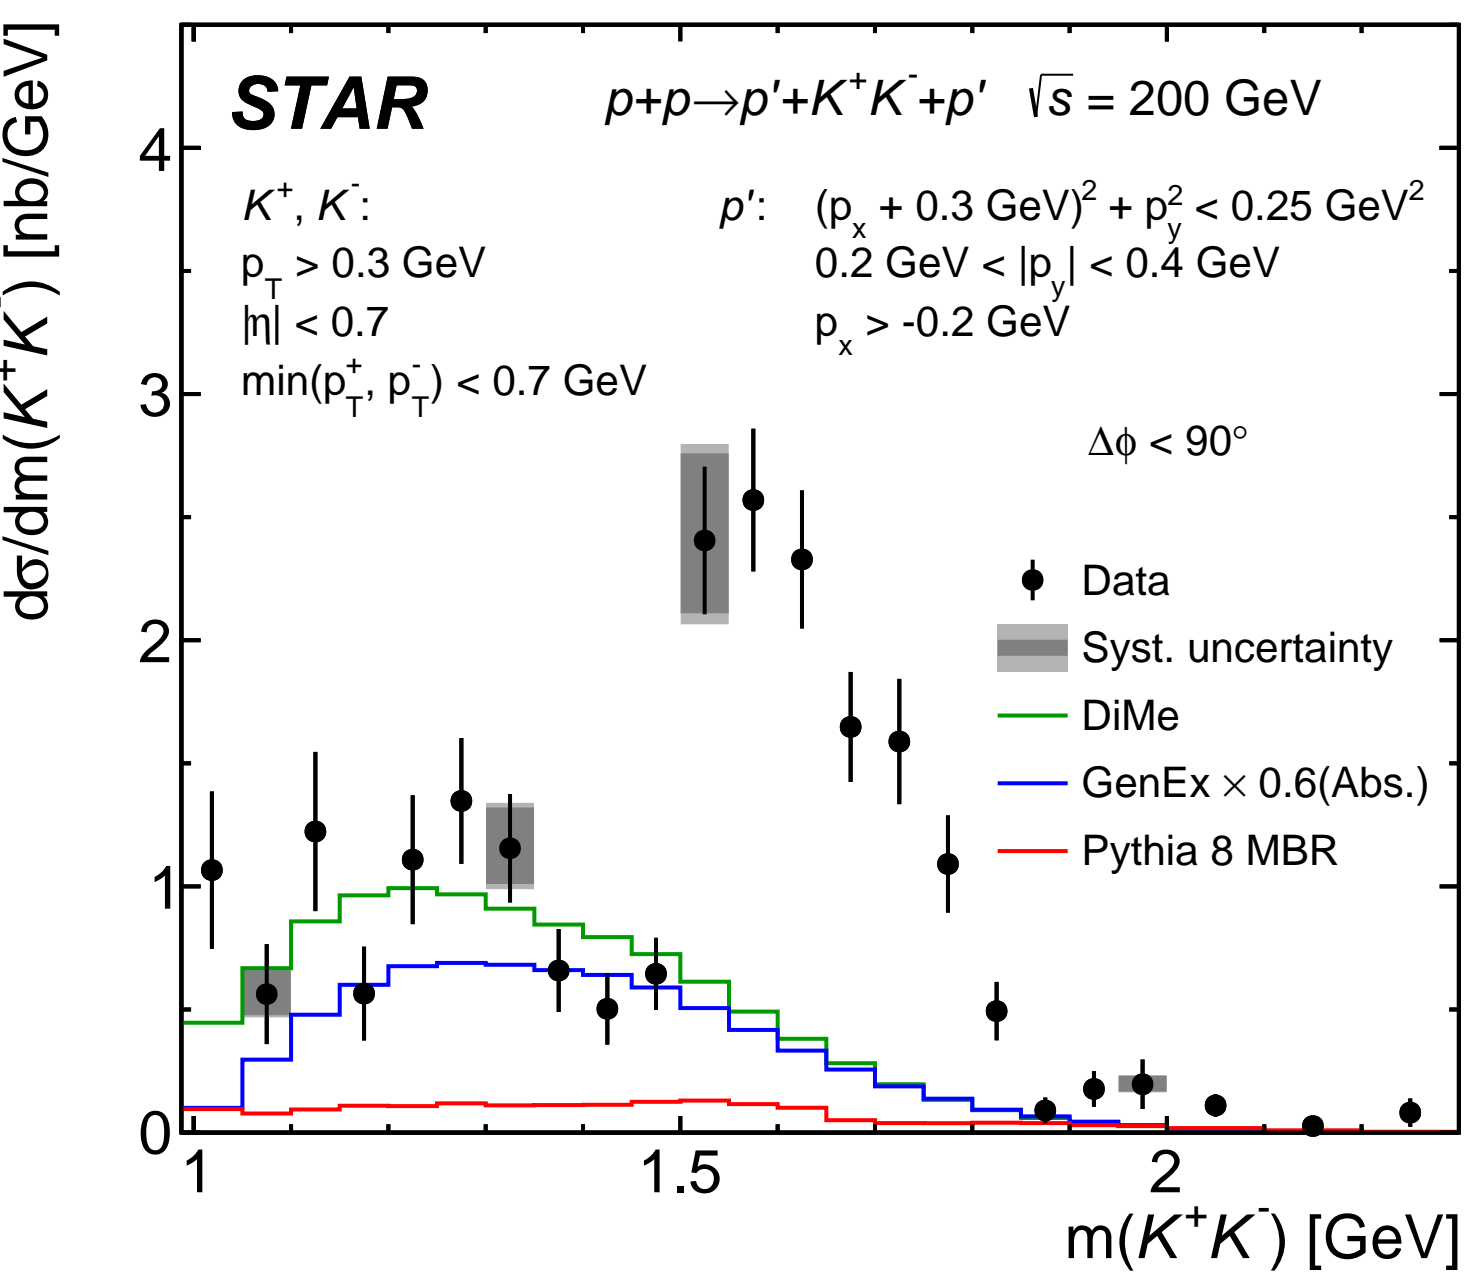 STAR p+p→p′+K⁺K⁻+p′ √s = 200 GeV
K⁺, K⁻:
p_T > 0.3 GeV
|η| < 0.7
min(p_T⁺, p_T⁻) < 0.7 GeV
p′: (p_x + 0.3 GeV)² + p_y² < 0.25 GeV²
0.2 GeV < |p_y| < 0.4 GeV
p_x > -0.2 GeV
Δϕ < 90°
Data
Syst. uncertainty
DiMe
GenEx × 0.6(Abs.)
Pythia 8 MBR
dσ/dm(K⁺K⁻) [nb/GeV]
4
3
2
1
0
1 1.5 2
m(K⁺K⁻) [GeV]